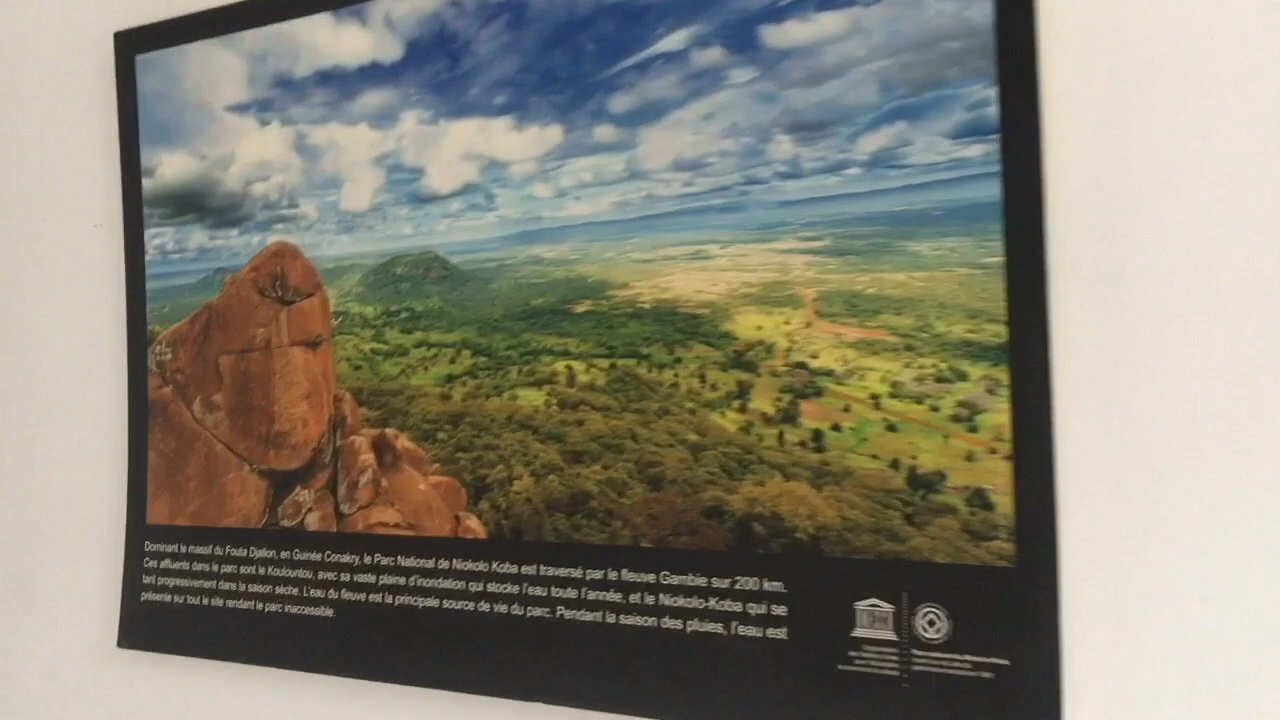 Dominant le massif du Fouta Djallon, en Guinée Conakry, le Parc National de Niokolo Koba est traversé par le fleuve Gambie sur 200 km.
Ces affluents dans le parc sont le Koulountou, avec sa vaste plaine d'inondation qui stocke l'eau toute l'année, et le Niokolo-Koba qui se
tarit progressivement dans la saison sèche. L'eau du fleuve est la principale source de vie du parc. Pendant la saison des pluies, l'eau est
présente sur tout le site rendant le parc inaccessible.